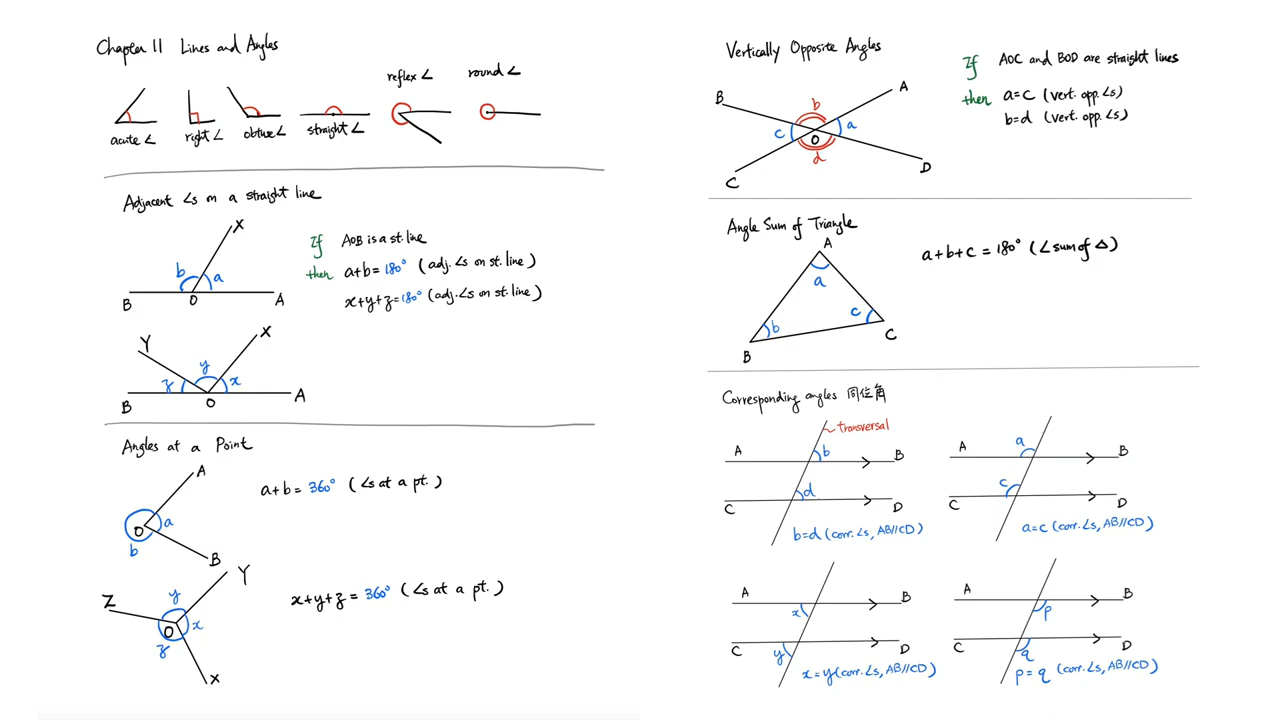 Chapter 11 Lines and Angles
acute ∠
right ∠
obtuse ∠
straight ∠
reflex ∠
round ∠
Adjacent ∠s on a straight line
X
b
a
B
O
A
If AOB is a st. line
then a+b = 180° (adj. ∠s on st. line)
x+y+z = 180° (adj. ∠s on st. line)
Y
X
z
y
x
B
O
A
Angles at a Point
A
O
a
b
B
a+b = 360° (∠s at a pt.)
Z
Y
y
O
x
z
X
x+y+z = 360° (∠s at a pt.)
Vertically Opposite Angles
B
A
b
c
a
O
d
C
D
If AOC and BOD are straight lines
then a=c (vert. opp. ∠s)
b=d (vert. opp. ∠s)
Angle Sum of Triangle
A
a
b
c
B
C
a+b+c = 180° (∠ sum of Δ)
Corresponding angles 同位角
transversal
A
b
B
d
C
D
b=d (corr. ∠s, AB//CD)
A
a
B
c
C
D
a=c (corr. ∠s, AB//CD)
A
x
B
C
y
D
x=y (corr. ∠s, AB//CD)
A
p
B
C
q
D
p=q (corr. ∠s, AB//CD)